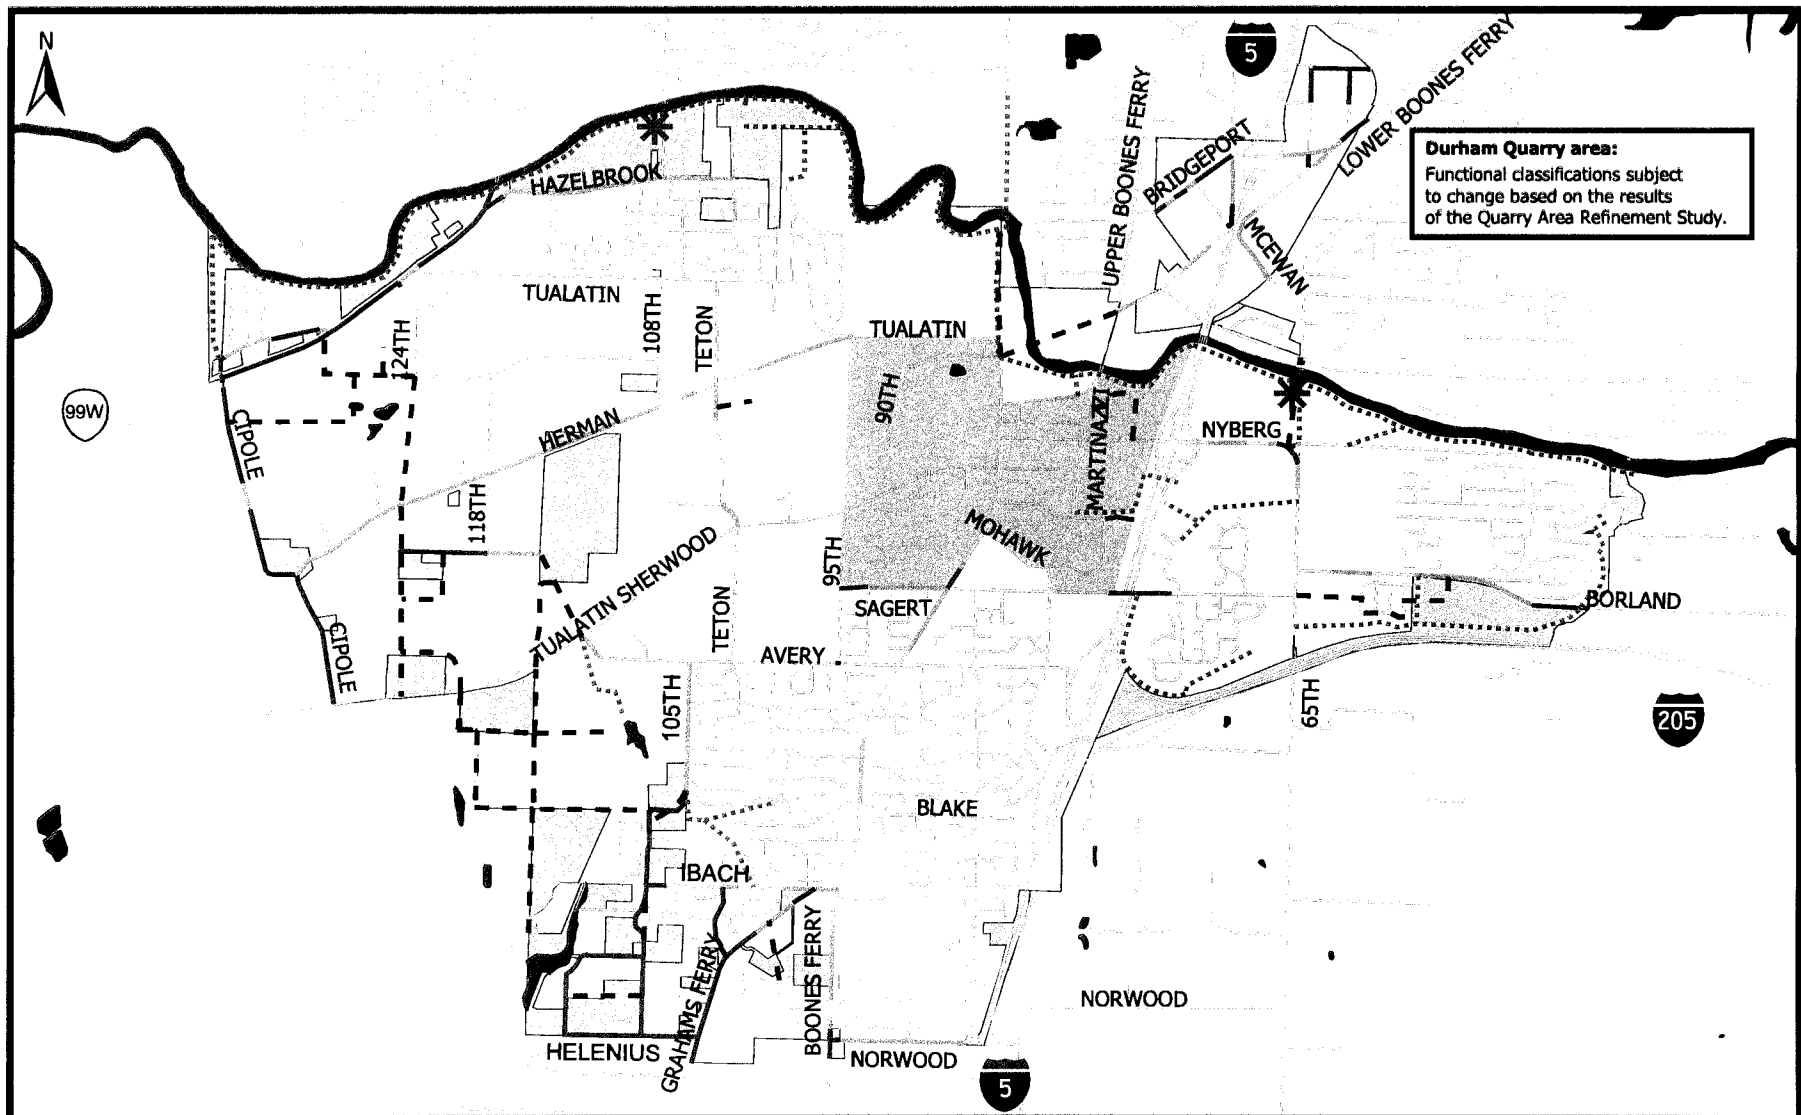 N
5
UPPER BOONES FERRY
BRIDGEPORT
LOWER BOONES FERRY
MCEWAN
Durham Quarry area:
Functional classifications subject
to change based on the results
of the Quarry Area Refinement Study.
HAZELBROOK
TUALATIN
108TH
TETON
TUALATIN
124TH
99W
CIPOLE
HERMAN
90TH
MARTINAZZI
NYBERG
118TH
MOHAWK
95TH
TUALATIN SHERWOOD
TETON
SAGERT
BORLAND
CIPOLE
AVERY
105TH
65TH
205
BLAKE
IBACH
GRAHAMS FERRY
BOONES FERRY
NORWOOD
HELENIUS
NORWOOD
5